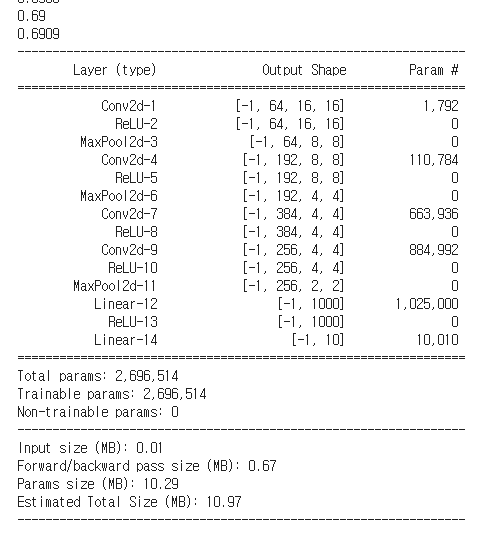 0.69
0.6909
----------------------------------------------------------------
Layer (type) Output Shape Param #
================================================================
Conv2d-1 [-1, 64, 16, 16] 1,792
ReLU-2 [-1, 64, 16, 16] 0
MaxPool2d-3 [-1, 64, 8, 8] 0
Conv2d-4 [-1, 192, 8, 8] 110,784
ReLU-5 [-1, 192, 8, 8] 0
MaxPool2d-6 [-1, 192, 4, 4] 0
Conv2d-7 [-1, 384, 4, 4] 663,936
ReLU-8 [-1, 384, 4, 4] 0
Conv2d-9 [-1, 256, 4, 4] 884,992
ReLU-10 [-1, 256, 4, 4] 0
MaxPool2d-11 [-1, 256, 2, 2] 0
Linear-12 [-1, 1000] 1,025,000
ReLU-13 [-1, 1000] 0
Linear-14 [-1, 10] 10,010
================================================================
Total params: 2,696,514
Trainable params: 2,696,514
Non-trainable params: 0
----------------------------------------------------------------
Input size (MB): 0.01
Forward/backward pass size (MB): 0.67
Params size (MB): 10.29
Estimated Total Size (MB): 10.97
----------------------------------------------------------------